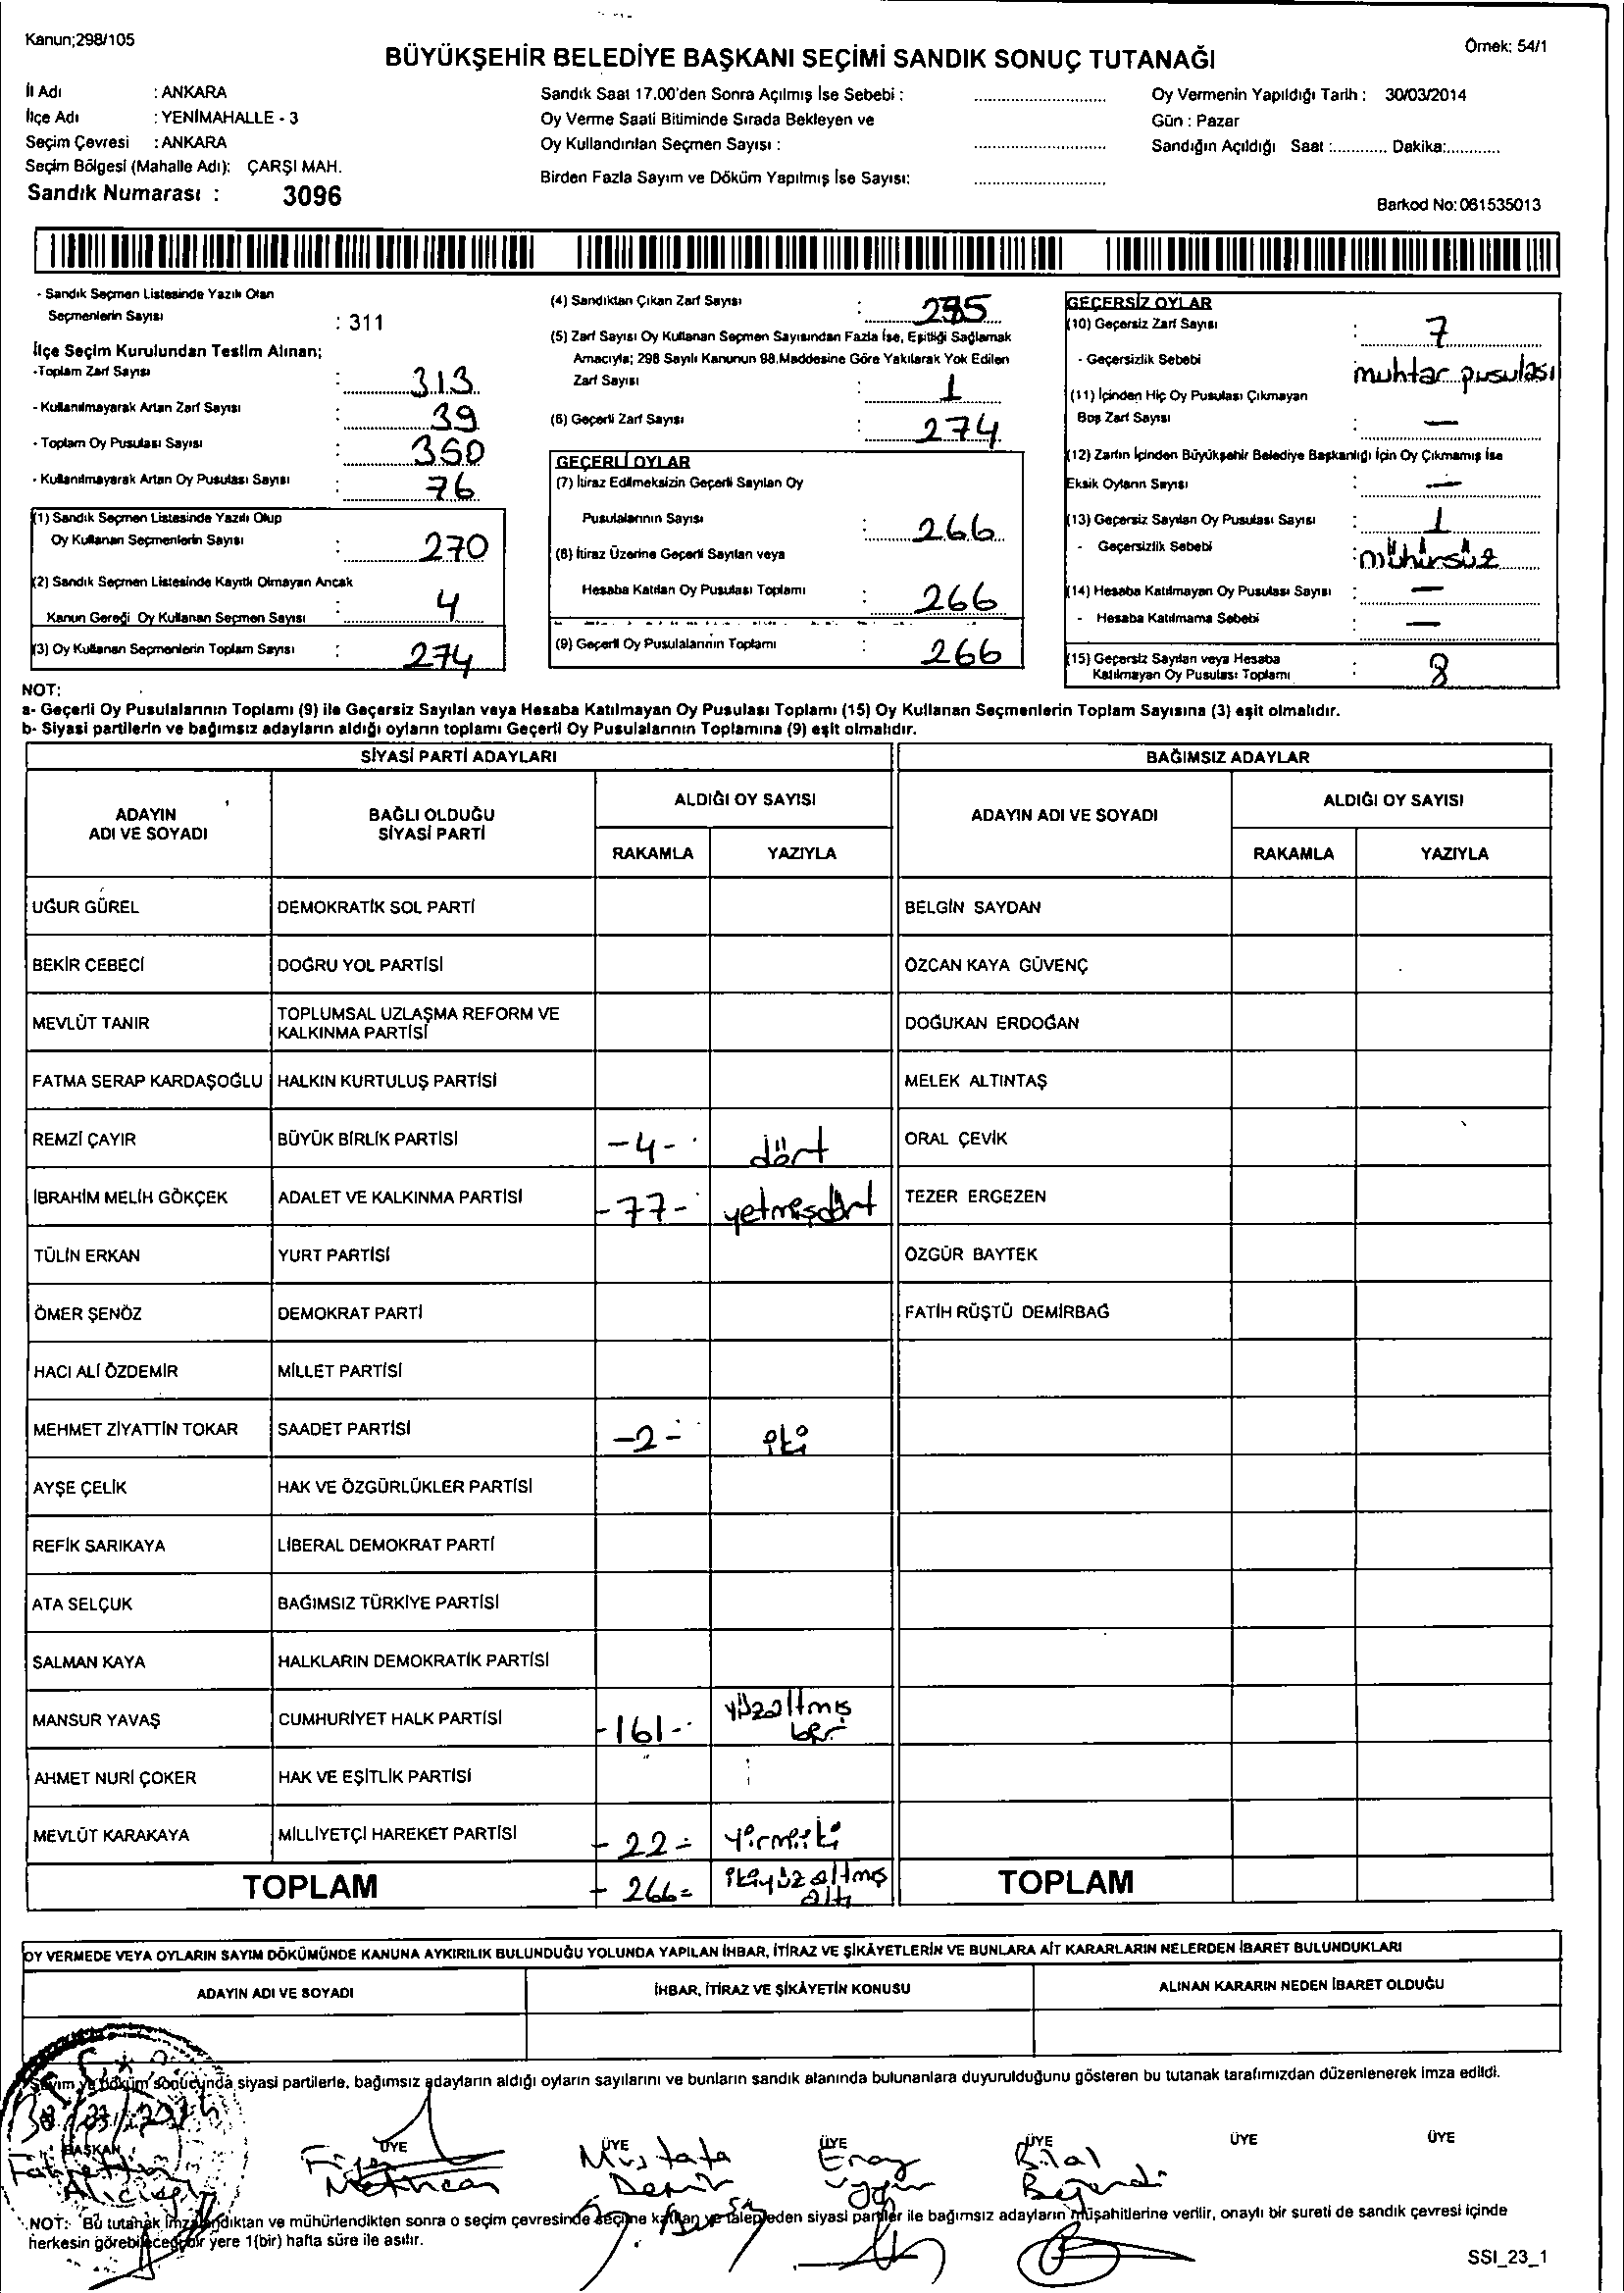 Kanun;298/105
Örnek: 54/1
BÜYÜKŞEHİR BELEDİYE BAŞKANI SEÇİMİ SANDIK SONUÇ TUTANAĞI
İl Adı : ANKARA
İlçe Adı : YENİMAHALLE - 3
Seçim Çevresi : ANKARA
Seçim Bölgesi (Mahalle Adı): ÇARŞI MAH.
Sandık Numarası : 3096
Sandık Saat 17.00'den Sonra Açılmış İse Sebebi :
Oy Verme Saati Bitiminde Sırada Bekleyen ve
Oy Kullandırılan Seçmen Sayısı :
Birden Fazla Sayım ve Döküm Yapılmış İse Sayısı:
Oy Vermenin Yapıldığı Tarih : 30/03/2014
Gün : Pazar
Sandığın Açıldığı Saat :............ Dakika:...........
Barkod No:061535013
- Sandık Seçmen Listesinde Yazılı Olan
Seçmenlerin Sayısı : 311
İlçe Seçim Kurulundan Teslim Alınan;
-Toplam Zarf Sayısı : 313
- Kullanılmayarak Artan Zarf Sayısı : 39
- Toplam Oy Pusulası Sayısı : 350
- Kullanılmayarak Artan Oy Pusulası Sayısı : 76
(1) Sandık Seçmen Listesinde Yazılı Olup
Oy Kullanan Seçmenlerin Sayısı : 270
(2) Sandık Seçmen Listesinde Kayıtlı Olmayan Ancak
Kanun Gereği Oy Kullanan Seçmen Sayısı : 4
(3) Oy Kullanan Seçmenlerin Toplam Sayısı : 274
(4) Sandıktan Çıkan Zarf Sayısı :
(5) Zarf Sayısı Oy Kullanan Seçmen Sayısından Fazla İse, Eşitliği Sağlamak
Amacıyla; 298 Sayılı Kanunun 98.Maddesine Göre Yakılarak Yok Edilen
Zarf Sayısı : 1
(6) Geçerli Zarf Sayısı : 274
GEÇERLİ OYLAR
(7) İtiraz Edilmeksizin Geçerli Sayılan Oy
Pusulalarının Sayısı : 266
(8) İtiraz Üzerine Geçerli Sayılan veya
Hesaba Katılan Oy Pusulası Toplamı : 266
(9) Geçerli Oy Pusulalarının Toplamı : 266
GEÇERSİZ OYLAR
(10) Geçersiz Zarf Sayısı : 7
- Geçersizlik Sebebi muhtar pusulası
(11) İçinden Hiç Oy Pusulası Çıkmayan
Boş Zarf Sayısı : —
(12) Zarfın İçinden Büyükşehir Belediye Başkanlığı İçin Oy Çıkmamış İse
Eksik Oyların Sayısı : —
(13) Geçersiz Sayılan Oy Pusulası Sayısı : 1
- Geçersizlik Sebebi : mühürsüz
(14) Hesaba Katılmayan Oy Pusulası Sayısı : —
- Hesaba Katılmama Sebebi : —
(15) Geçersiz Sayılan veya Hesaba
Katılmayan Oy Pusulası Toplamı : 8
NOT:
a- Geçerli Oy Pusulalarının Toplamı (9) ile Geçersiz Sayılan veya Hesaba Katılmayan Oy Pusulası Toplamı (15) Oy Kullanan Seçmenlerin Toplam Sayısına (3) eşit olmalıdır.
b- Siyasi partilerin ve bağımsız adayların aldığı oyların toplamı Geçerli Oy Pusulalarının Toplamına (9) eşit olmalıdır.
SİYASİ PARTİ ADAYLARI BAĞIMSIZ ADAYLAR
ADAYIN
ADI VE SOYADI
BAĞLI OLDUĞU
SİYASİ PARTİ
ALDIĞI OY SAYISI
RAKAMLA YAZIYLA
ADAYIN ADI VE SOYADI
ALDIĞI OY SAYISI
RAKAMLA YAZIYLA
UĞUR GÜREL DEMOKRATİK SOL PARTİ BELGİN SAYDAN
BEKİR CEBECİ DOĞRU YOL PARTİSİ ÖZCAN KAYA GÜVENÇ
MEVLÜT TANIR TOPLUMSAL UZLAŞMA REFORM VE
KALKINMA PARTİSİ DOĞUKAN ERDOĞAN
FATMA SERAP KARDAŞOĞLU HALKIN KURTULUŞ PARTİSİ MELEK ALTINTAŞ
REMZİ ÇAYIR BÜYÜK BİRLİK PARTİSİ -4- dört ORAL ÇEVİK
İBRAHİM MELİH GÖKÇEK ADALET VE KALKINMA PARTİSİ -77- yetmişdört TEZER ERGEZEN
TÜLİN ERKAN YURT PARTİSİ ÖZGÜR BAYTEK
ÖMER ŞENÖZ DEMOKRAT PARTİ FATİH RÜŞTÜ DEMİRBAĞ
HACI ALİ ÖZDEMİR MİLLET PARTİSİ
MEHMET ZİYATTİN TOKAR SAADET PARTİSİ -2- iki
AYŞE ÇELİK HAK VE ÖZGÜRLÜKLER PARTİSİ
REFİK SARIKAYA LİBERAL DEMOKRAT PARTİ
ATA SELÇUK BAĞIMSIZ TÜRKİYE PARTİSİ
SALMAN KAYA HALKLARIN DEMOKRATİK PARTİSİ
MANSUR YAVAŞ CUMHURİYET HALK PARTİSİ -161- yüzaltmış
bir
AHMET NURİ ÇOKER HAK VE EŞİTLİK PARTİSİ
MEVLÜT KARAKAYA MİLLİYETÇİ HAREKET PARTİSİ - 22 - yirmiiki
TOPLAM - 266 - ikiyüzaltmış
altı
TOPLAM
OY VERMEDE VEYA OYLARIN SAYIM DÖKÜMÜNDE KANUNA AYKIRILIK BULUNDUĞU YOLUNDA YAPILAN İHBAR, İTİRAZ VE ŞİKÂYETLERİN VE BUNLARA AİT KARARLARIN NELERDEN İBARET BULUNDUKLARI
ADAYIN ADI VE SOYADI İHBAR, İTİRAZ VE ŞİKÂYETİN KONUSU ALINAN KARARIN NEDEN İBARET OLDUĞU
Sayım ve döküm sonucunda siyasi partilerle, bağımsız adayların aldığı oyların sayılarını ve bunların sandık alanında bulunanlara duyurulduğunu gösteren bu tutanak tarafımızdan düzenlenerek imza edildi.
BAŞKAN ÜYE ÜYE ÜYE ÜYE ÜYE ÜYE
Fahrettin Mustafa Eray Bilal
Demir Uygur
NOT: Bu tutanak imzalandıktan ve mühürlendikten sonra o seçim çevresinde seçime katılan ve talep eden siyasi partiler ile bağımsız adayların müşahitlerine verilir, onaylı bir sureti de sandık çevresi içinde
herkesin görebileceği bir yere 1(bir) hafta süre ile asılır.
SSI_23_1